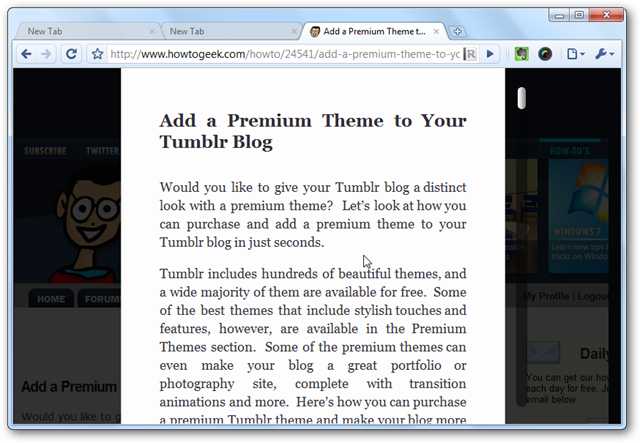 New Tab
New Tab
Add a Premium Theme t...
http://www.howtogeek.com/howto/24541/add-a-premium-theme-to-yo
Add a Premium Theme to Your
Tumblr Blog
SUBSCRIBE
TWITTER
HOW-TO'S
Would you like to give your Tumblr blog a distinct
look with a premium theme? Let's look at how you
can purchase and add a premium theme to your
Tumblr blog in just seconds.
WINDOWS 7
Learn new tips
tricks on Window
Tumblr includes hundreds of beautiful themes, and
a wide majority of them are available for free. Some
of the best themes that include stylish touches and
features, however, are available in the Premium
Themes section. Some of the premium themes can
even make your blog a great portfolio or
photography site, complete with transition
animations and more. Here's how you can purchase
a premium Tumblr theme and make your blog more
HOME
FORUM
My Profile | Logout
Daily
You can get our how
each day for free. Ju
email below
Add a Premium
Would you like to g